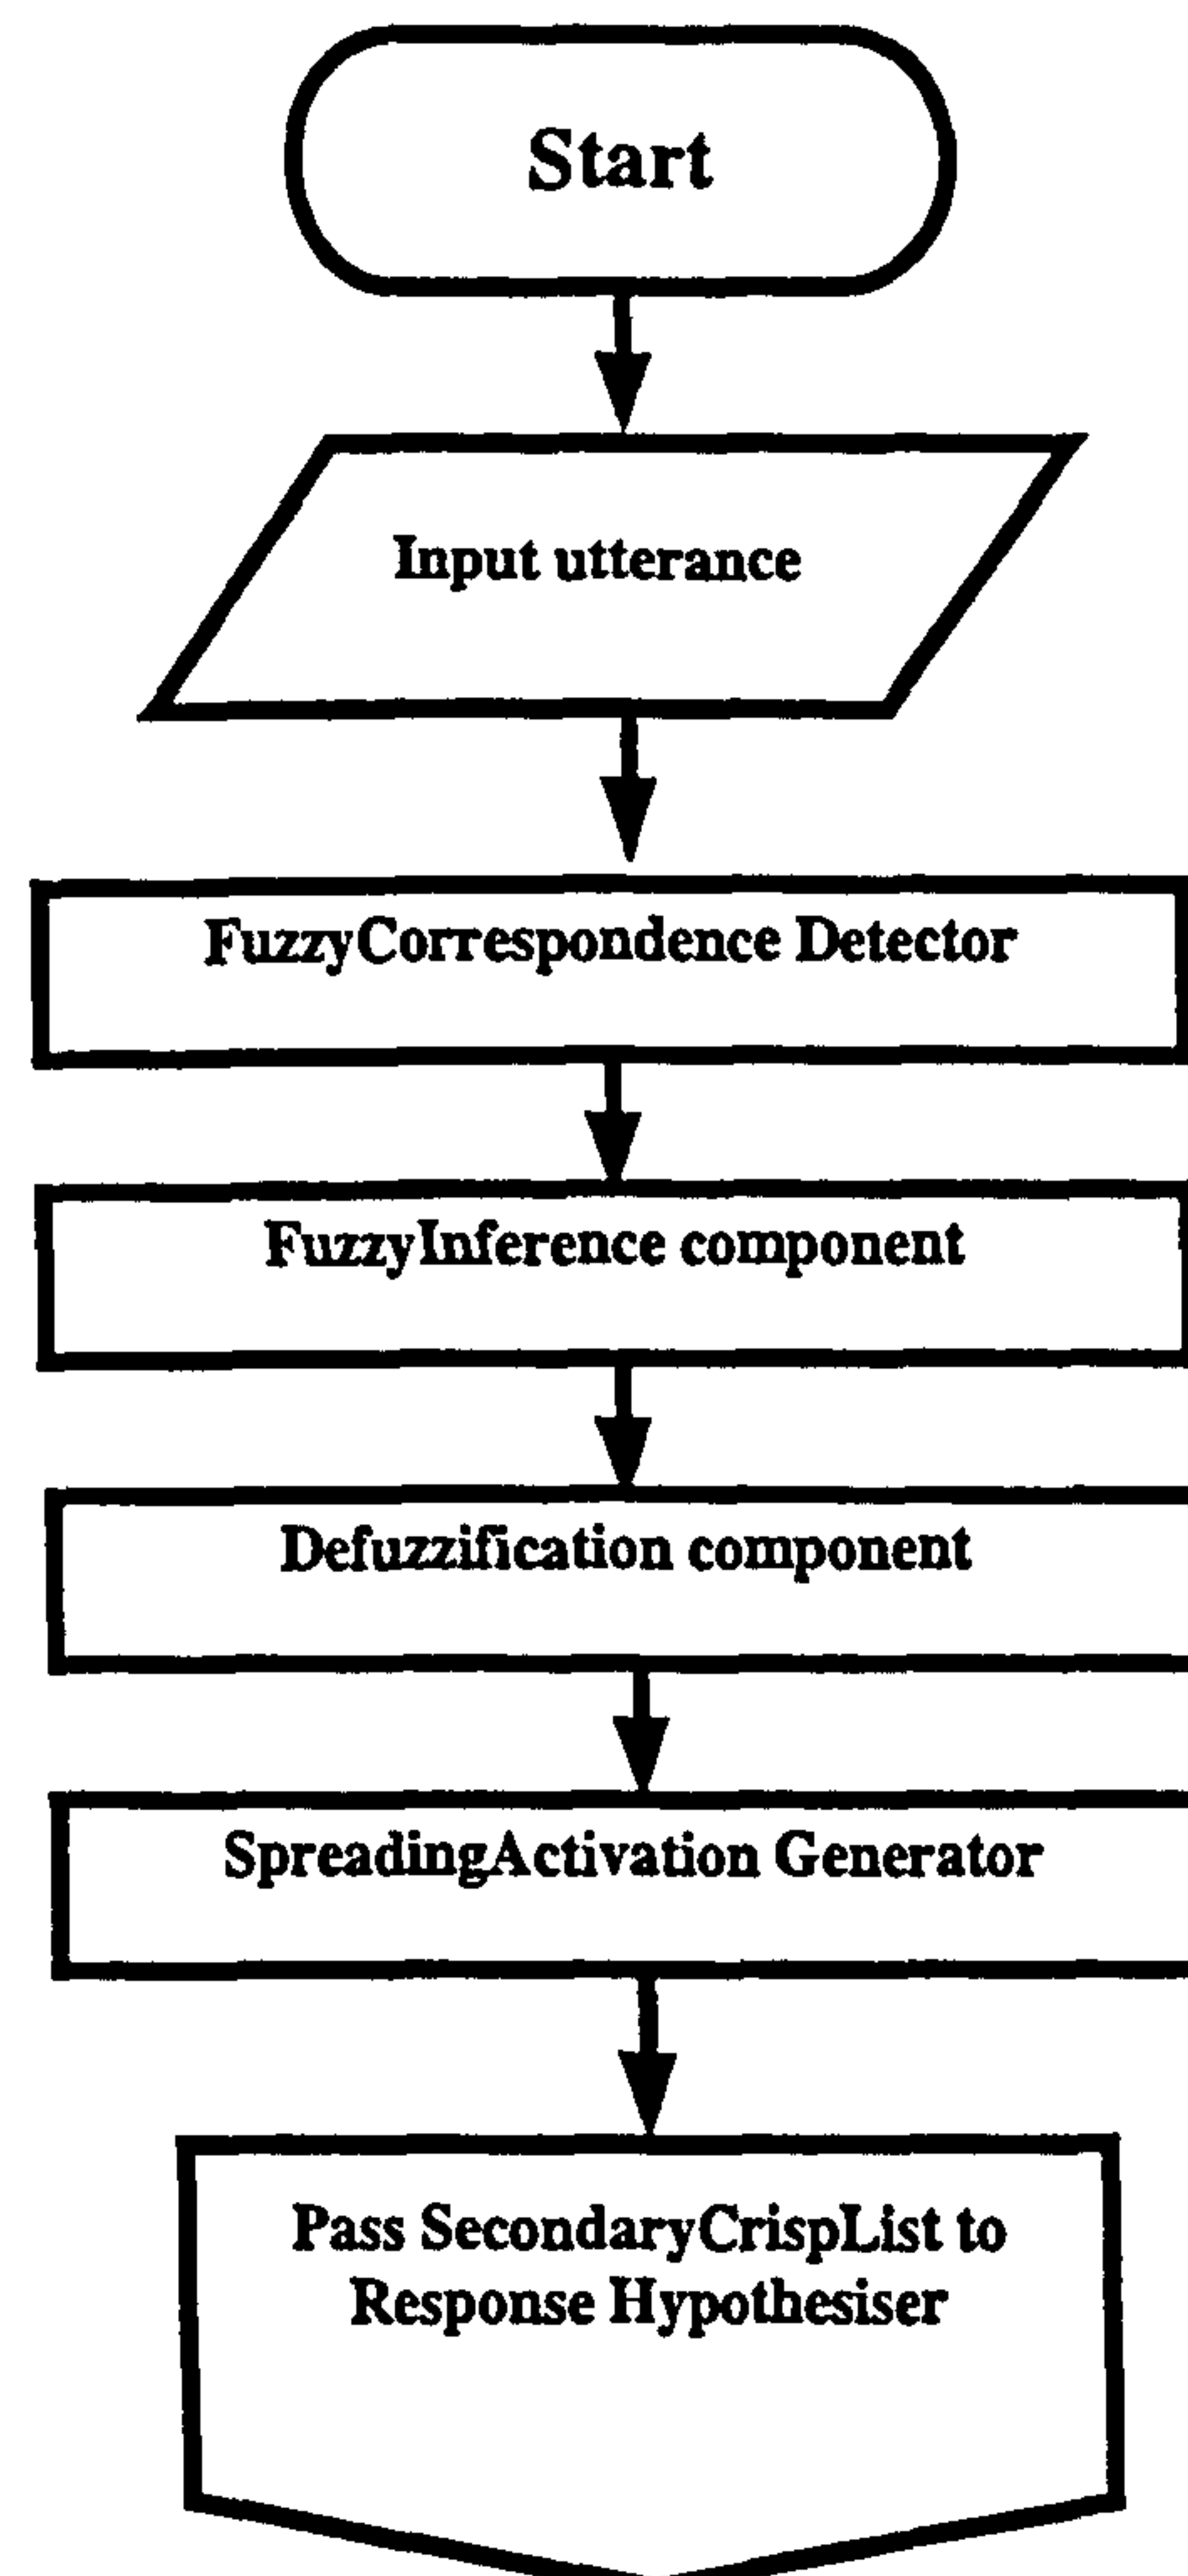 Start
Input utterance
FuzzyCorrespondence Detector
FuzzyInference component
Defuzzification component
SpreadingActivation Generator
Pass SecondaryCrispList to
Response Hypothesiser